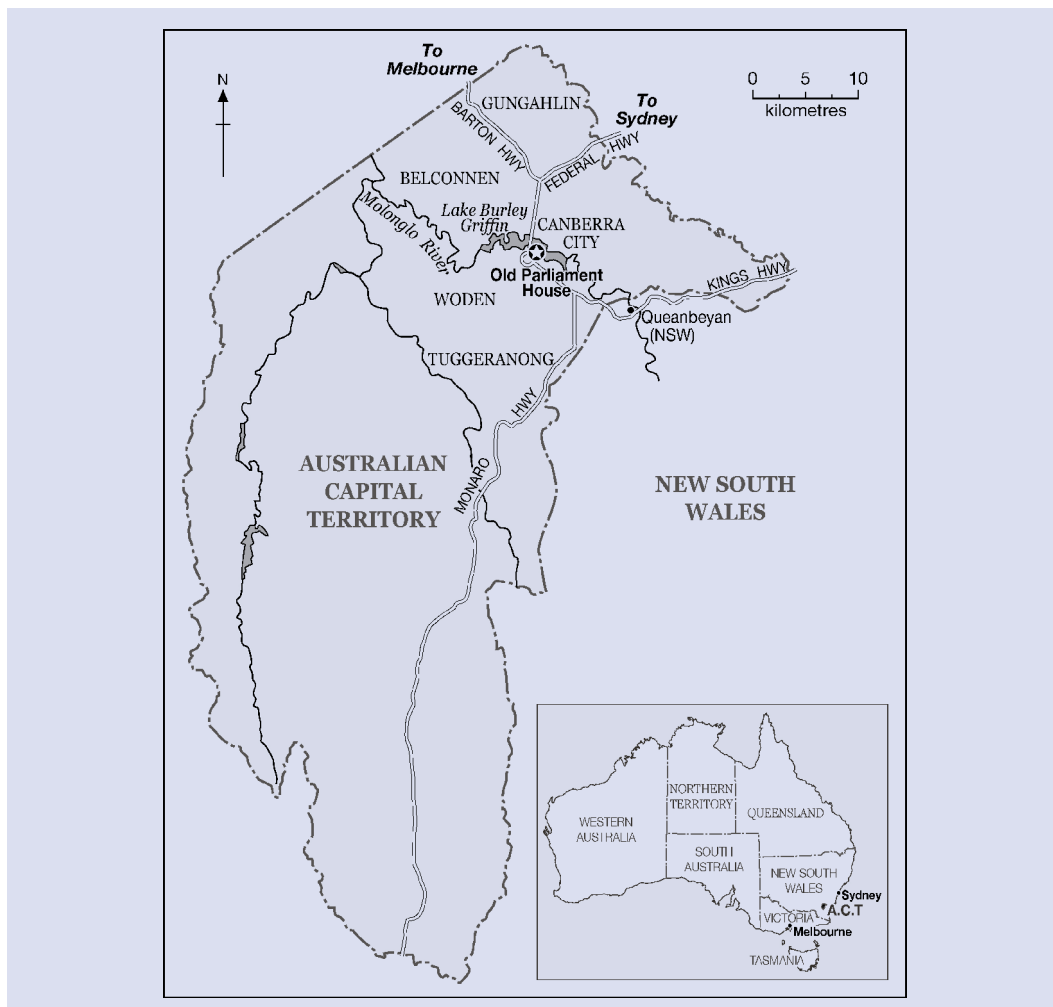 To
Melbourne
N
GUNGAHLIN
BARTON HWY
To
Sydney
FEDERAL HWY
0 5 10
kilometres
BELCONNEN
Molonglo River
Lake Burley
Griffin
CANBERRA
CITY
Old Parliament
House
KINGS HWY
WODEN
Queanbeyan
(NSW)
TUGGERANONG
MONARO HWY
AUSTRALIAN
CAPITAL
TERRITORY
NEW SOUTH
WALES
WESTERN
AUSTRALIA
NORTHERN
TERRITORY
QUEENSLAND
SOUTH
AUSTRALIA
NEW SOUTH
WALES
Sydney
A.C.T
VICTORIA
Melbourne
TASMANIA